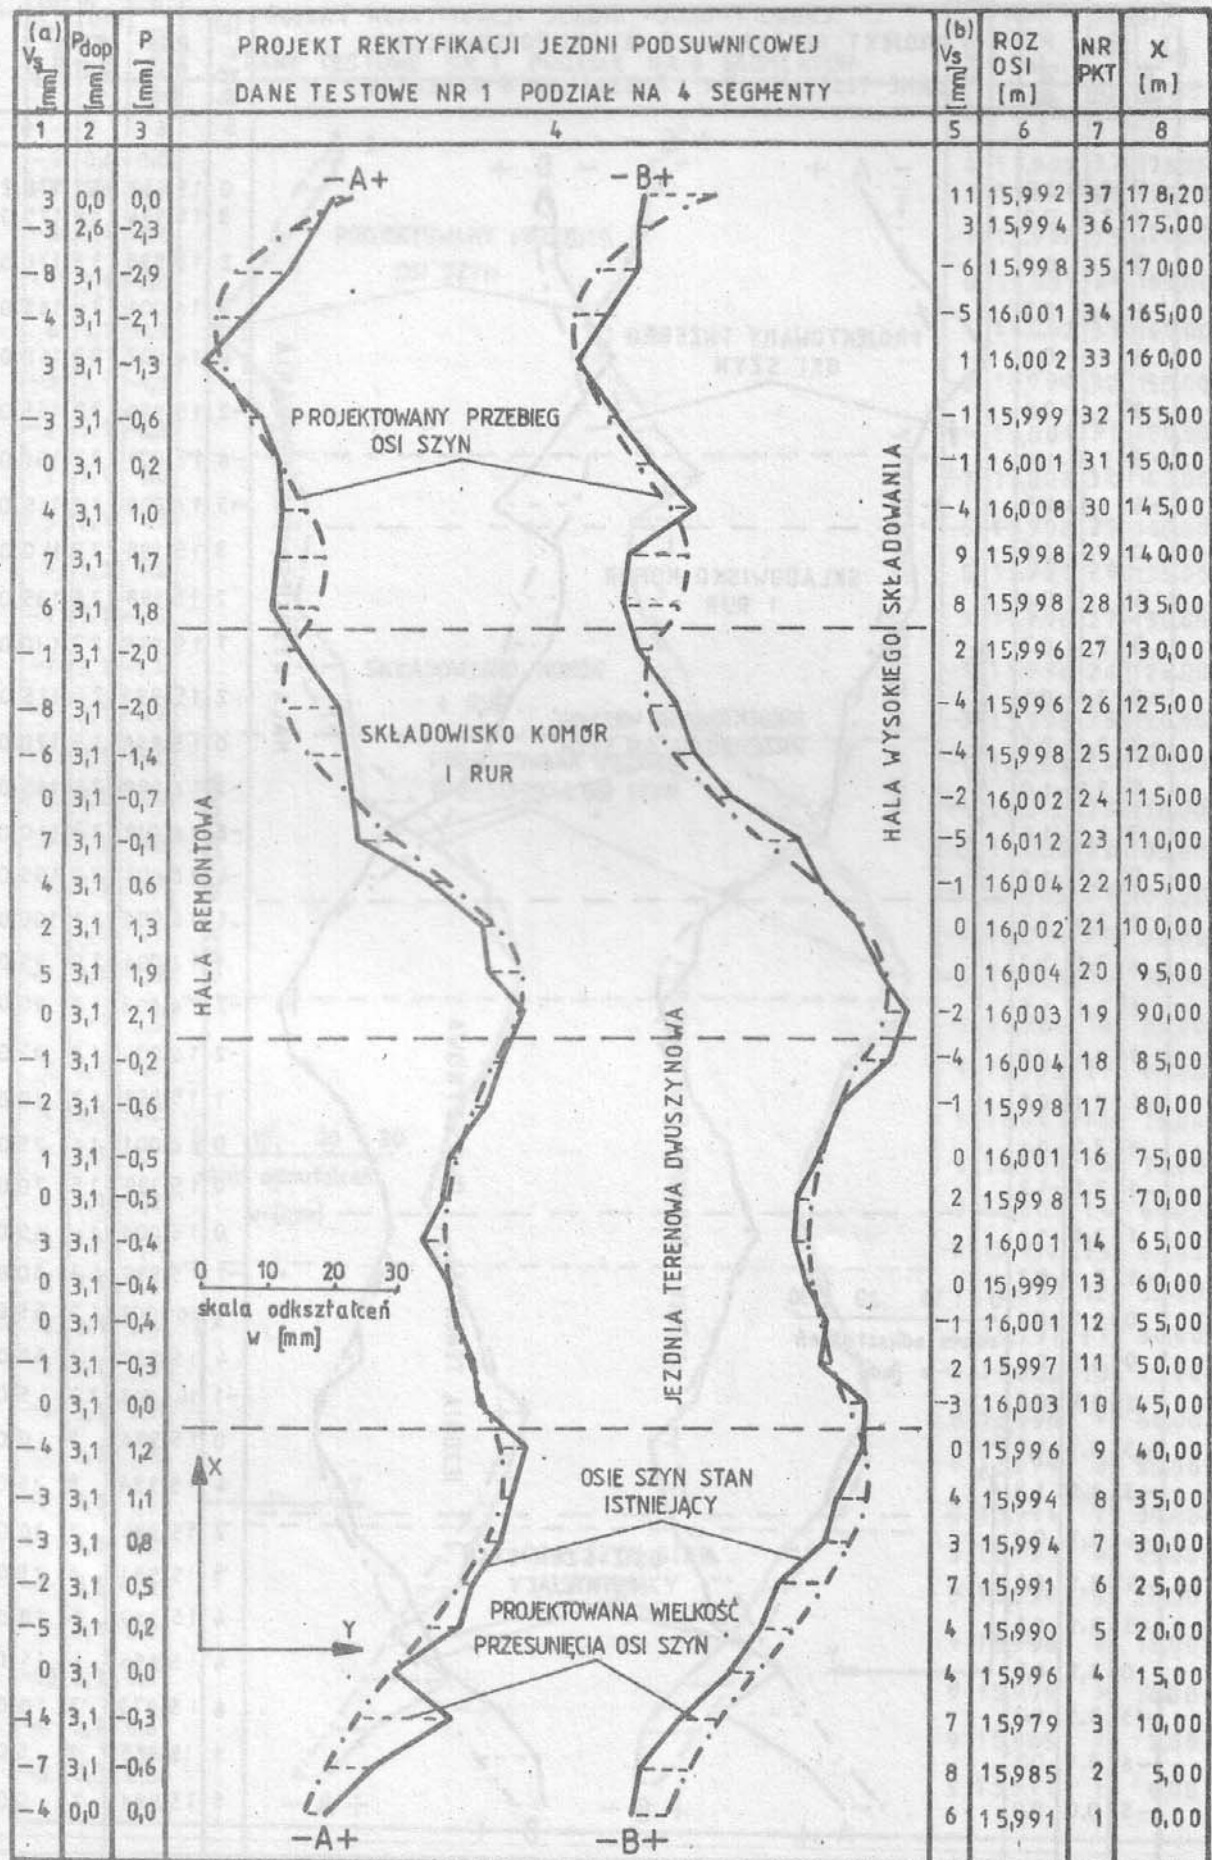 (a) Vs [mm] Pdop [mm] P [mm] PROJEKT REKTYFIKACJI JEZDNI PODSUWNICOWEJ (b) Vs [mm] ROZ OSI [m] NR PKT X [m]
DANE TESTOWE NR 1 PODZIAŁ NA 4 SEGMENTY
1 2 3 4 5 6 7 8
-A+ -B+
3 0,0 0,0 11 15,992 37 178,20
-3 2,6 -2,3 3 15,994 36 175,00
-8 3,1 -2,9 -6 15,998 35 170,00
-4 3,1 -2,1 -5 16,001 34 165,00
3 3,1 -1,3 1 16,002 33 160,00
-3 3,1 -0,6 -1 15,999 32 155,00
PROJEKTOWANY PRZEBIEG
OSI SZYN
0 3,1 0,2 -1 16,001 31 150,00
4 3,1 1,0 -4 16,008 30 145,00
7 3,1 1,7 9 15,998 29 140,00
6 3,1 1,8 8 15,998 28 135,00
-1 3,1 -2,0 2 15,996 27 130,00
-8 3,1 -2,0 -4 15,996 26 125,00
SKŁADOWISKO KOMÓR
I RUR
-6 3,1 -1,4 -4 15,998 25 120,00
0 3,1 -0,7 -2 16,002 24 115,00
7 3,1 -0,1 -5 16,012 23 110,00
4 3,1 0,6 -1 16,004 22 105,00
2 3,1 1,3 0 16,002 21 100,00
5 3,1 1,9 0 16,004 20 95,00
0 3,1 2,1 -2 16,003 19 90,00
HALA REMONTOWA
HALA WYSOKIEGO SKŁADOWANIA
JEZDNIA TERENOWA DWUSZYNOWA
-1 3,1 -0,2 -4 16,004 18 85,00
-2 3,1 -0,6 -1 15,998 17 80,00
1 3,1 -0,5 0 16,001 16 75,00
0 3,1 -0,5 2 15,998 15 70,00
3 3,1 -0,4 2 16,001 14 65,00
0 10 20 30
skala odkształceń
w [mm]
0 3,1 -0,4 0 15,999 13 60,00
0 3,1 -0,4 -1 16,001 12 55,00
-1 3,1 -0,3 2 15,997 11 50,00
0 3,1 0,0 -3 16,003 10 45,00
-4 3,1 1,2 0 15,996 9 40,00
X
OSIE SZYN STAN
ISTNIEJĄCY
-3 3,1 1,1 4 15,994 8 35,00
-3 3,1 0,8 3 15,994 7 30,00
-2 3,1 0,5 7 15,991 6 25,00
PROJEKTOWANA WIELKOŚĆ
PRZESUNIĘCIA OSI SZYN
Y
-5 3,1 0,2 4 15,990 5 20,00
0 3,1 0,0 4 15,996 4 15,00
-14 3,1 -0,3 7 15,979 3 10,00
-7 3,1 -0,6 8 15,985 2 5,00
-4 0,0 0,0 6 15,991 1 0,00
-A+ -B+